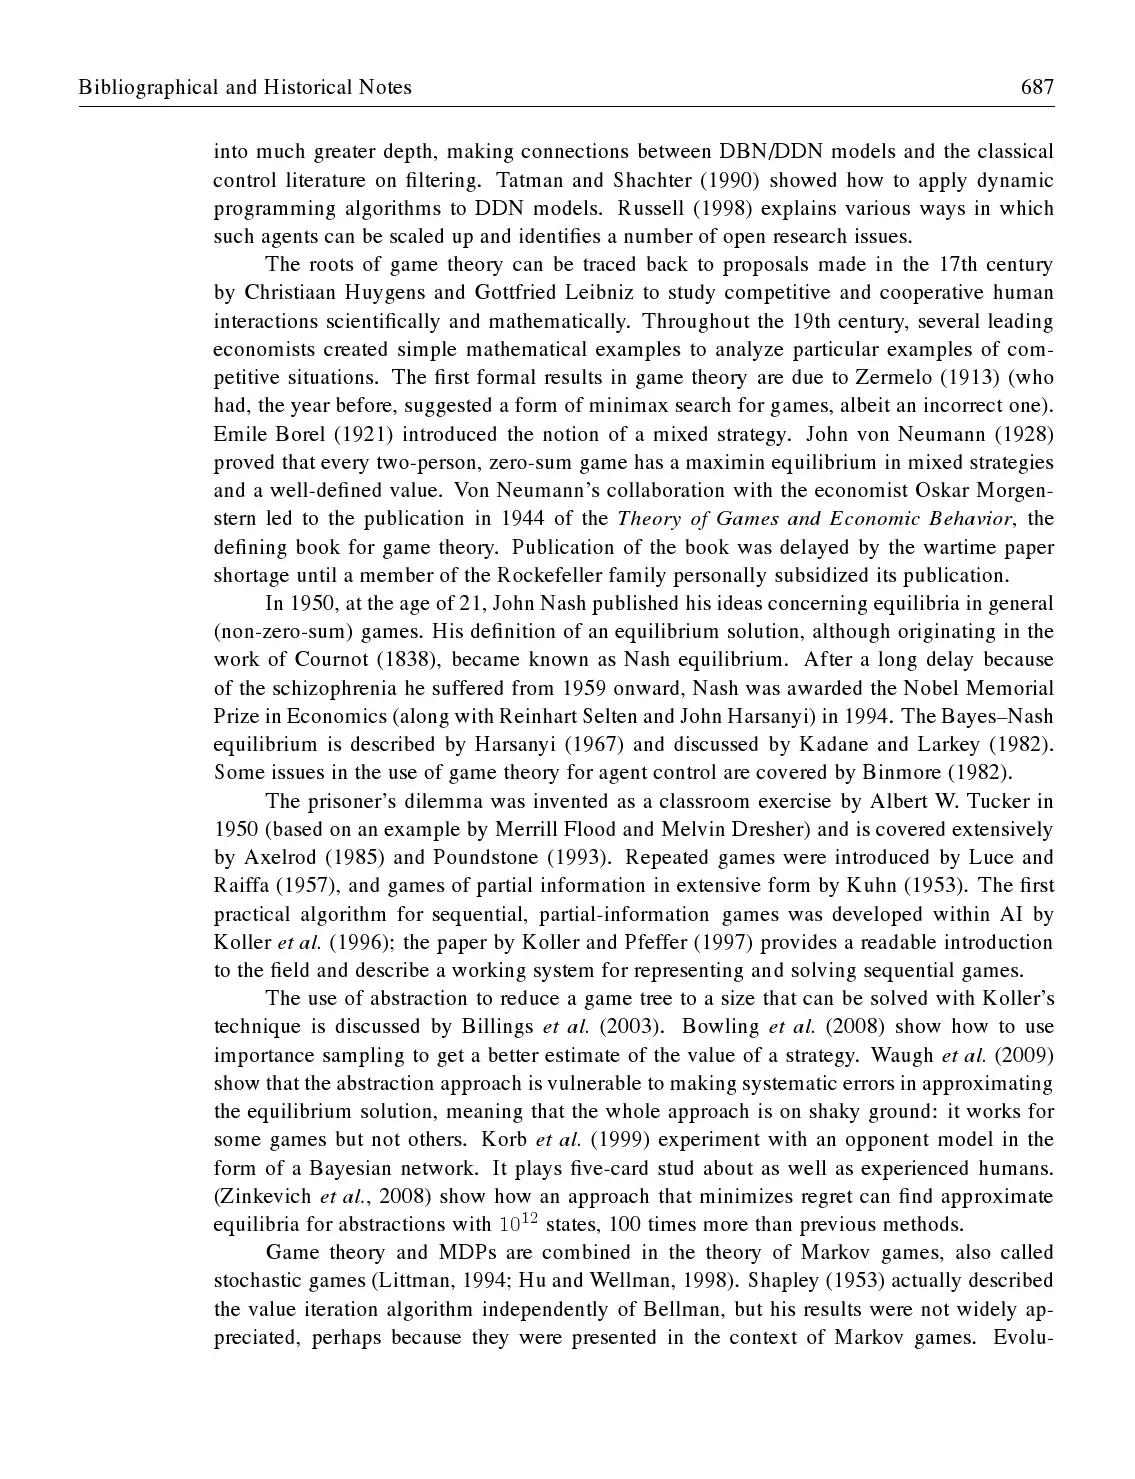 Bibliographical and Historical Notes 687
into much greater depth, making connections between DBN/DDN models and the classical
control literature on filtering. Tatman and Shachter (1990) showed how to apply dynamic
programming algorithms to DDN models. Russell (1998) explains various ways in which
such agents can be scaled up and identifies a number of open research issues.
The roots of game theory can be traced back to proposals made in the 17th century
by Christiaan Huygens and Gottfried Leibniz to study competitive and cooperative human
interactions scientifically and mathematically. Throughout the 19th century, several leading
economists created simple mathematical examples to analyze particular examples of com-
petitive situations. The first formal results in game theory are due to Zermelo (1913) (who
had, the year before, suggested a form of minimax search for games, albeit an incorrect one).
Emile Borel (1921) introduced the notion of a mixed strategy. John von Neumann (1928)
proved that every two-person, zero-sum game has a maximin equilibrium in mixed strategies
and a well-defined value. Von Neumann's collaboration with the economist Oskar Morgen-
stern led to the publication in 1944 of the Theory of Games and Economic Behavior, the
defining book for game theory. Publication of the book was delayed by the wartime paper
shortage until a member of the Rockefeller family personally subsidized its publication.
In 1950, at the age of 21, John Nash published his ideas concerning equilibria in general
(non-zero-sum) games. His definition of an equilibrium solution, although originating in the
work of Cournot (1838), became known as Nash equilibrium. After a long delay because
of the schizophrenia he suffered from 1959 onward, Nash was awarded the Nobel Memorial
Prize in Economics (along with Reinhart Selten and John Harsanyi) in 1994. The Bayes–Nash
equilibrium is described by Harsanyi (1967) and discussed by Kadane and Larkey (1982).
Some issues in the use of game theory for agent control are covered by Binmore (1982).
The prisoner's dilemma was invented as a classroom exercise by Albert W. Tucker in
1950 (based on an example by Merrill Flood and Melvin Dresher) and is covered extensively
by Axelrod (1985) and Poundstone (1993). Repeated games were introduced by Luce and
Raiffa (1957), and games of partial information in extensive form by Kuhn (1953). The first
practical algorithm for sequential, partial-information games was developed within AI by
Koller et al. (1996); the paper by Koller and Pfeffer (1997) provides a readable introduction
to the field and describe a working system for representing and solving sequential games.
The use of abstraction to reduce a game tree to a size that can be solved with Koller's
technique is discussed by Billings et al. (2003). Bowling et al. (2008) show how to use
importance sampling to get a better estimate of the value of a strategy. Waugh et al. (2009)
show that the abstraction approach is vulnerable to making systematic errors in approximating
the equilibrium solution, meaning that the whole approach is on shaky ground: it works for
some games but not others. Korb et al. (1999) experiment with an opponent model in the
form of a Bayesian network. It plays five-card stud about as well as experienced humans.
(Zinkevich et al., 2008) show how an approach that minimizes regret can find approximate
equilibria for abstractions with 10¹² states, 100 times more than previous methods.
Game theory and MDPs are combined in the theory of Markov games, also called
stochastic games (Littman, 1994; Hu and Wellman, 1998). Shapley (1953) actually described
the value iteration algorithm independently of Bellman, but his results were not widely ap-
preciated, perhaps because they were presented in the context of Markov games. Evolu-